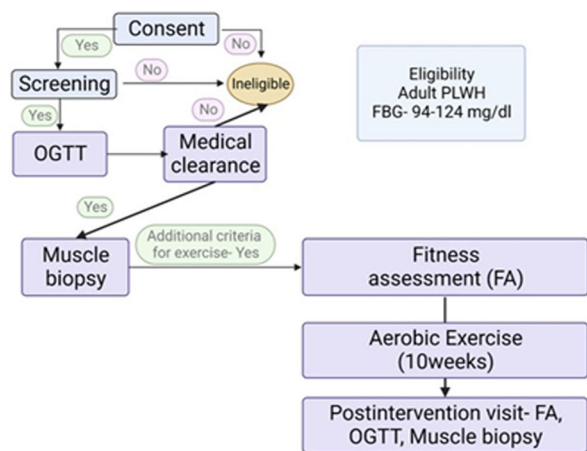 Consent
Yes
No
Screening
No
Ineligible
Yes
No
OGTT
Medical
clearance
Yes
Muscle
biopsy
Additional criteria
for exercise- Yes
Eligibility
Adult PLWH
FBG- 94-124 mg/dl
Fitness
assessment (FA)
Aerobic Exercise
(10weeks)
Postintervention visit- FA,
OGTT, Muscle biopsy